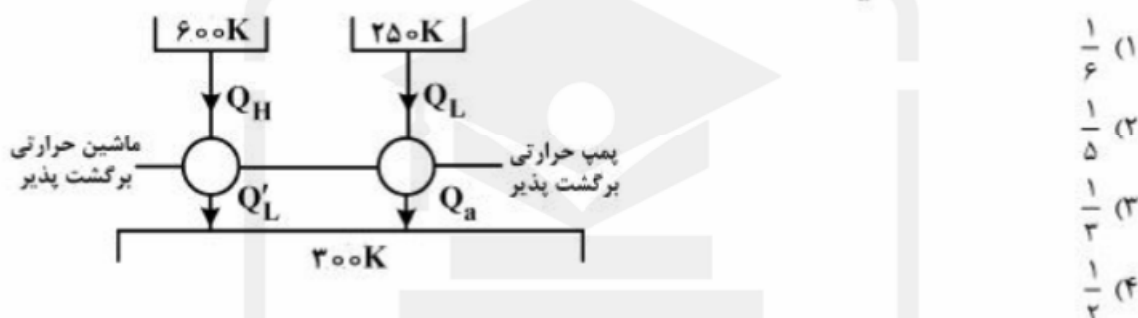 ۶۰۰K ۲۵۰K
Q_H Q_L
ماشین حرارتی
برگشت پذیر
پمپ حرارتی
برگشت پذیر
Q'_L Q_a
۳۰۰K
۱) ۱/۶
۲) ۱/۵
۳) ۱/۳
۴) ۱/۲